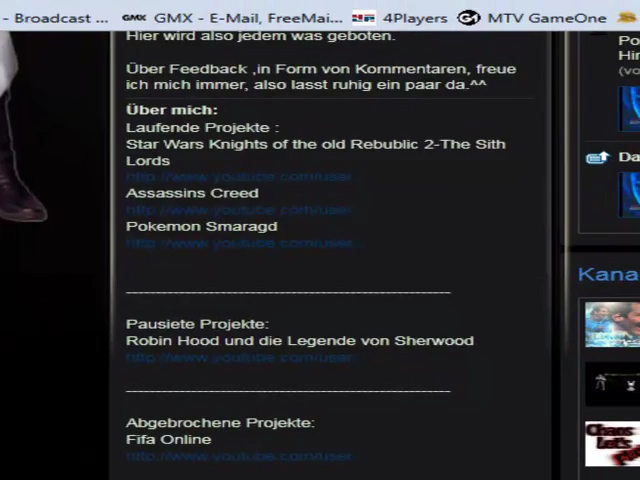 - Broadcast ... GMX - E-Mail, FreeMai... 4Players MTV GameOne
Hier wird also jedem was geboten.
Über Feedback ,in Form von Kommentaren, freue
ich mich immer, also lasst ruhig ein paar da.^^
Über mich:
Laufende Projekte :
Star Wars Knights of the old Rebublic 2-The Sith
Lords
http://www.youtube.com/user...
Assassins Creed
http://www.youtube.com/user...
Pokemon Smaragd
http://www.youtube.com/user...
Pausiete Projekte:
Robin Hood und die Legende von Sherwood
http://www.youtube.com/user...
Abgebrochene Projekte:
Fifa Online
http://www.youtube.com/user...
Po
Hin
(vo
Da
Kana
Chaos
Let's